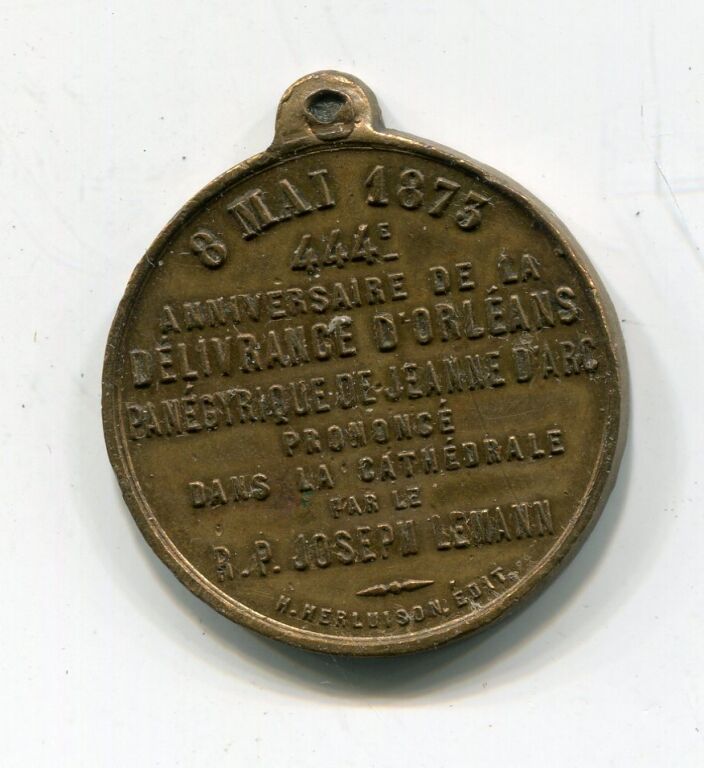 8 MAI 1873
444E
ANNIVERSAIRE DE LA
DÉLIVRANCE D'ORLÉANS
PANÉGYRIQUE DE JEANNE D'ARC
PRONONCÉ
DANS LA CATHÉDRALE
PAR LE
R.P. JOSEPH LEMANN
H. HERLUISON. ÉDIT.